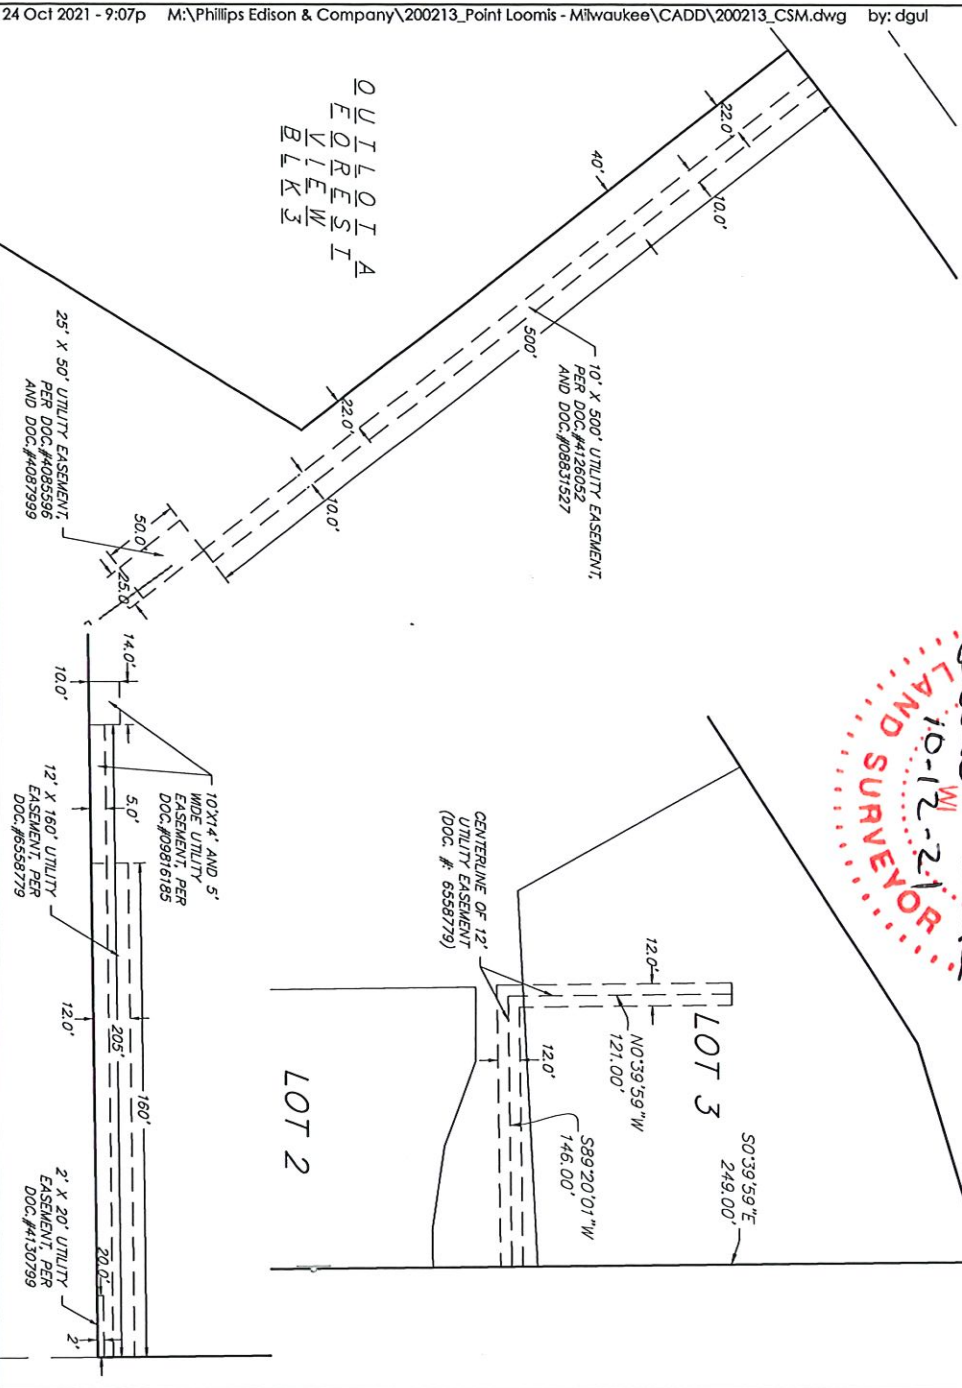 24 Oct 2021 - 9:07p M:\Phillips Edison & Company\200213_Point Loomis - Milwaukee\CADD\200213_CSM.dwg by: dgul
OUTLOT A
FOREST
VIEW
BLK3
22.0'
40'
10.0'
500'
10' X 500' UTILITY EASEMENT,
PER DOC.#4126052
AND DOC.#08831527
22.0'
10.0'
25' X 50' UTILITY EASEMENT,
PER DOC.#4085596
AND DOC.#4087999
50.0'
25.0'
WI
10-12-21
LAND SURVEYOR
14.0'
10.0'
10'X14' AND 5'
WIDE UTILITY
EASEMENT, PER
DOC.#09816185
5.0'
12' X 160' UTILITY
EASEMENT, PER
DOC.#6558779
12.0'
205'
160'
2' X 20' UTILITY
EASEMENT, PER
DOC.#4130799
20.0'
2'
CENTERLINE OF 12'
UTILITY EASEMENT
(DOC. #: 6558779)
12.0'
LOT 3
N0°39'59"W
121.00'
12.0'
S89°20'01"W
146.00'
S0°39'59"E
249.00'
LOT 2